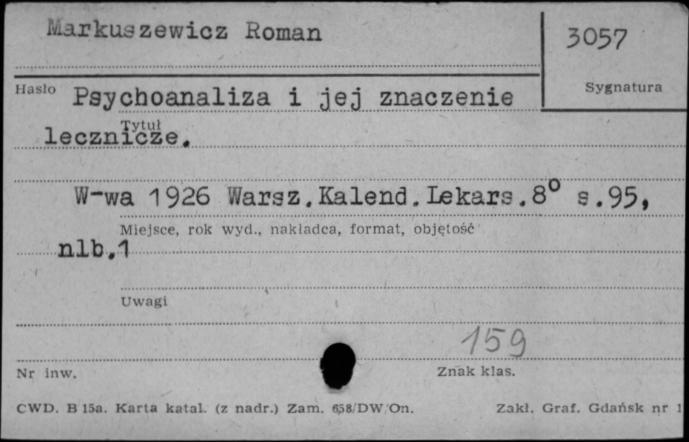 Markuszewicz Roman
3057
Hasło
Sygnatura
Psychoanaliza i jej znaczenie
Tytuł
lecznicze.
W-wa 1926 Warsz.Kalend.Lekars.8° s.95,
Miejsce, rok wyd., nakładca, format, objętość
nlb.1
Uwagi
159
Nr inw.
Znak klas.
CWD. B 15a. Karta katal. (z nadr.) Zam. 658/DW/On. Zakł. Graf. Gdańsk nr 1